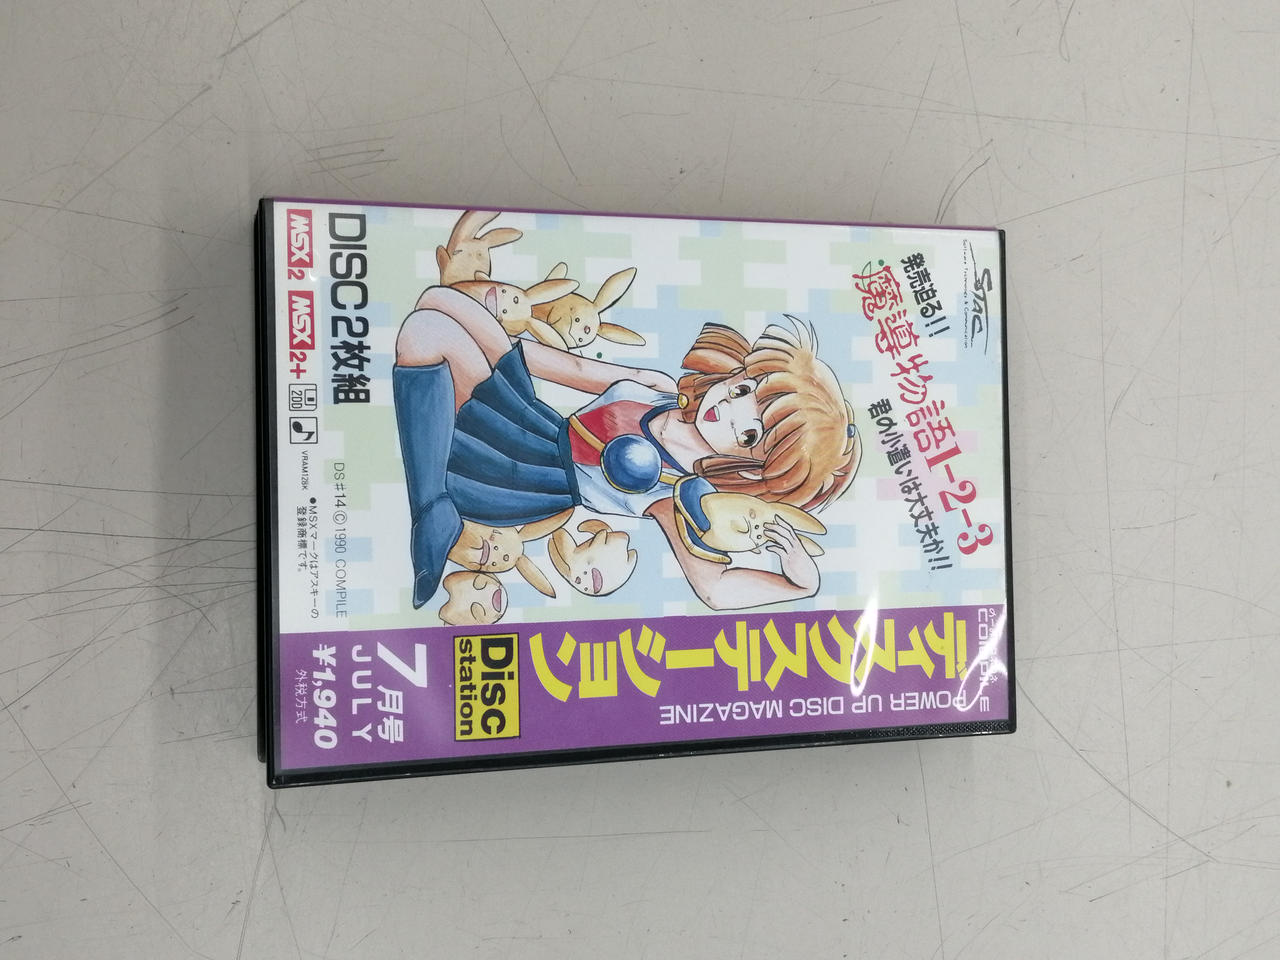 STAC
Software Technology & Communication
発売迫る!!
魔導物語1-2-3
君の小遣いは大丈夫か!!
DISC2枚組
DS#14 © 1990 COMPILE
MSX2 MSX2+
2DD
VRAM128K
●MSXマークはアスキーの
登録商標です。
COMPILE
POWER UP DISC MAGAZINE
ディスクステーション
Disc
station
7月号
JULY
¥1,940
外税方式